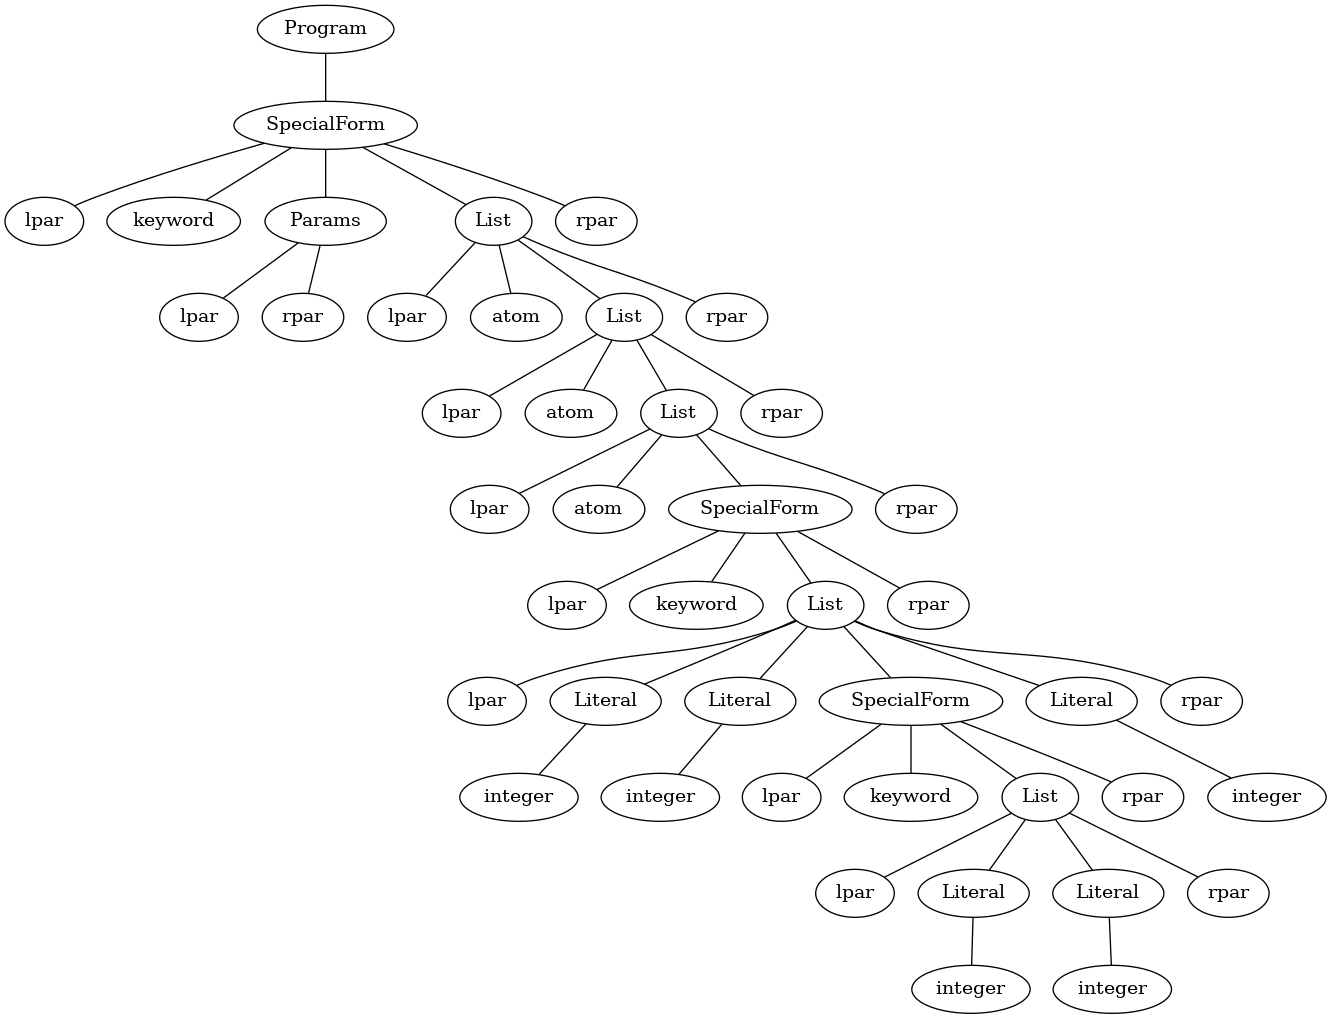 Program
SpecialForm
lpar keyword Params List rpar
lpar rpar lpar atom List rpar
lpar atom List rpar
lpar atom SpecialForm rpar
lpar keyword List rpar
lpar Literal Literal SpecialForm Literal rpar
integer integer lpar keyword List rpar integer
lpar Literal Literal rpar
integer integer